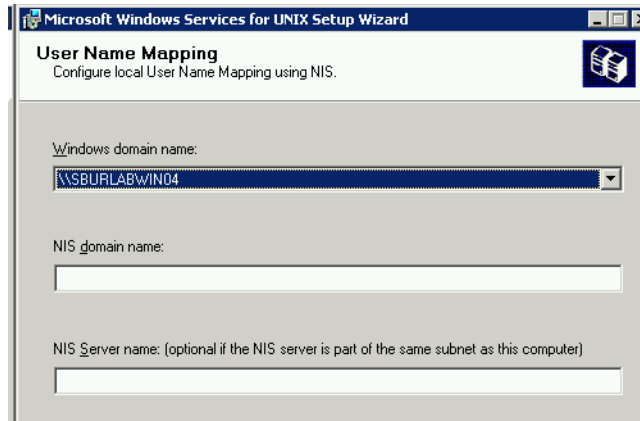 Microsoft Windows Services for UNIX Setup Wizard
User Name Mapping
Configure local User Name Mapping using NIS.
Windows domain name:
\\SBURLABWIN04
NIS domain name:
NIS Server name: (optional if the NIS server is part of the same subnet as this computer)